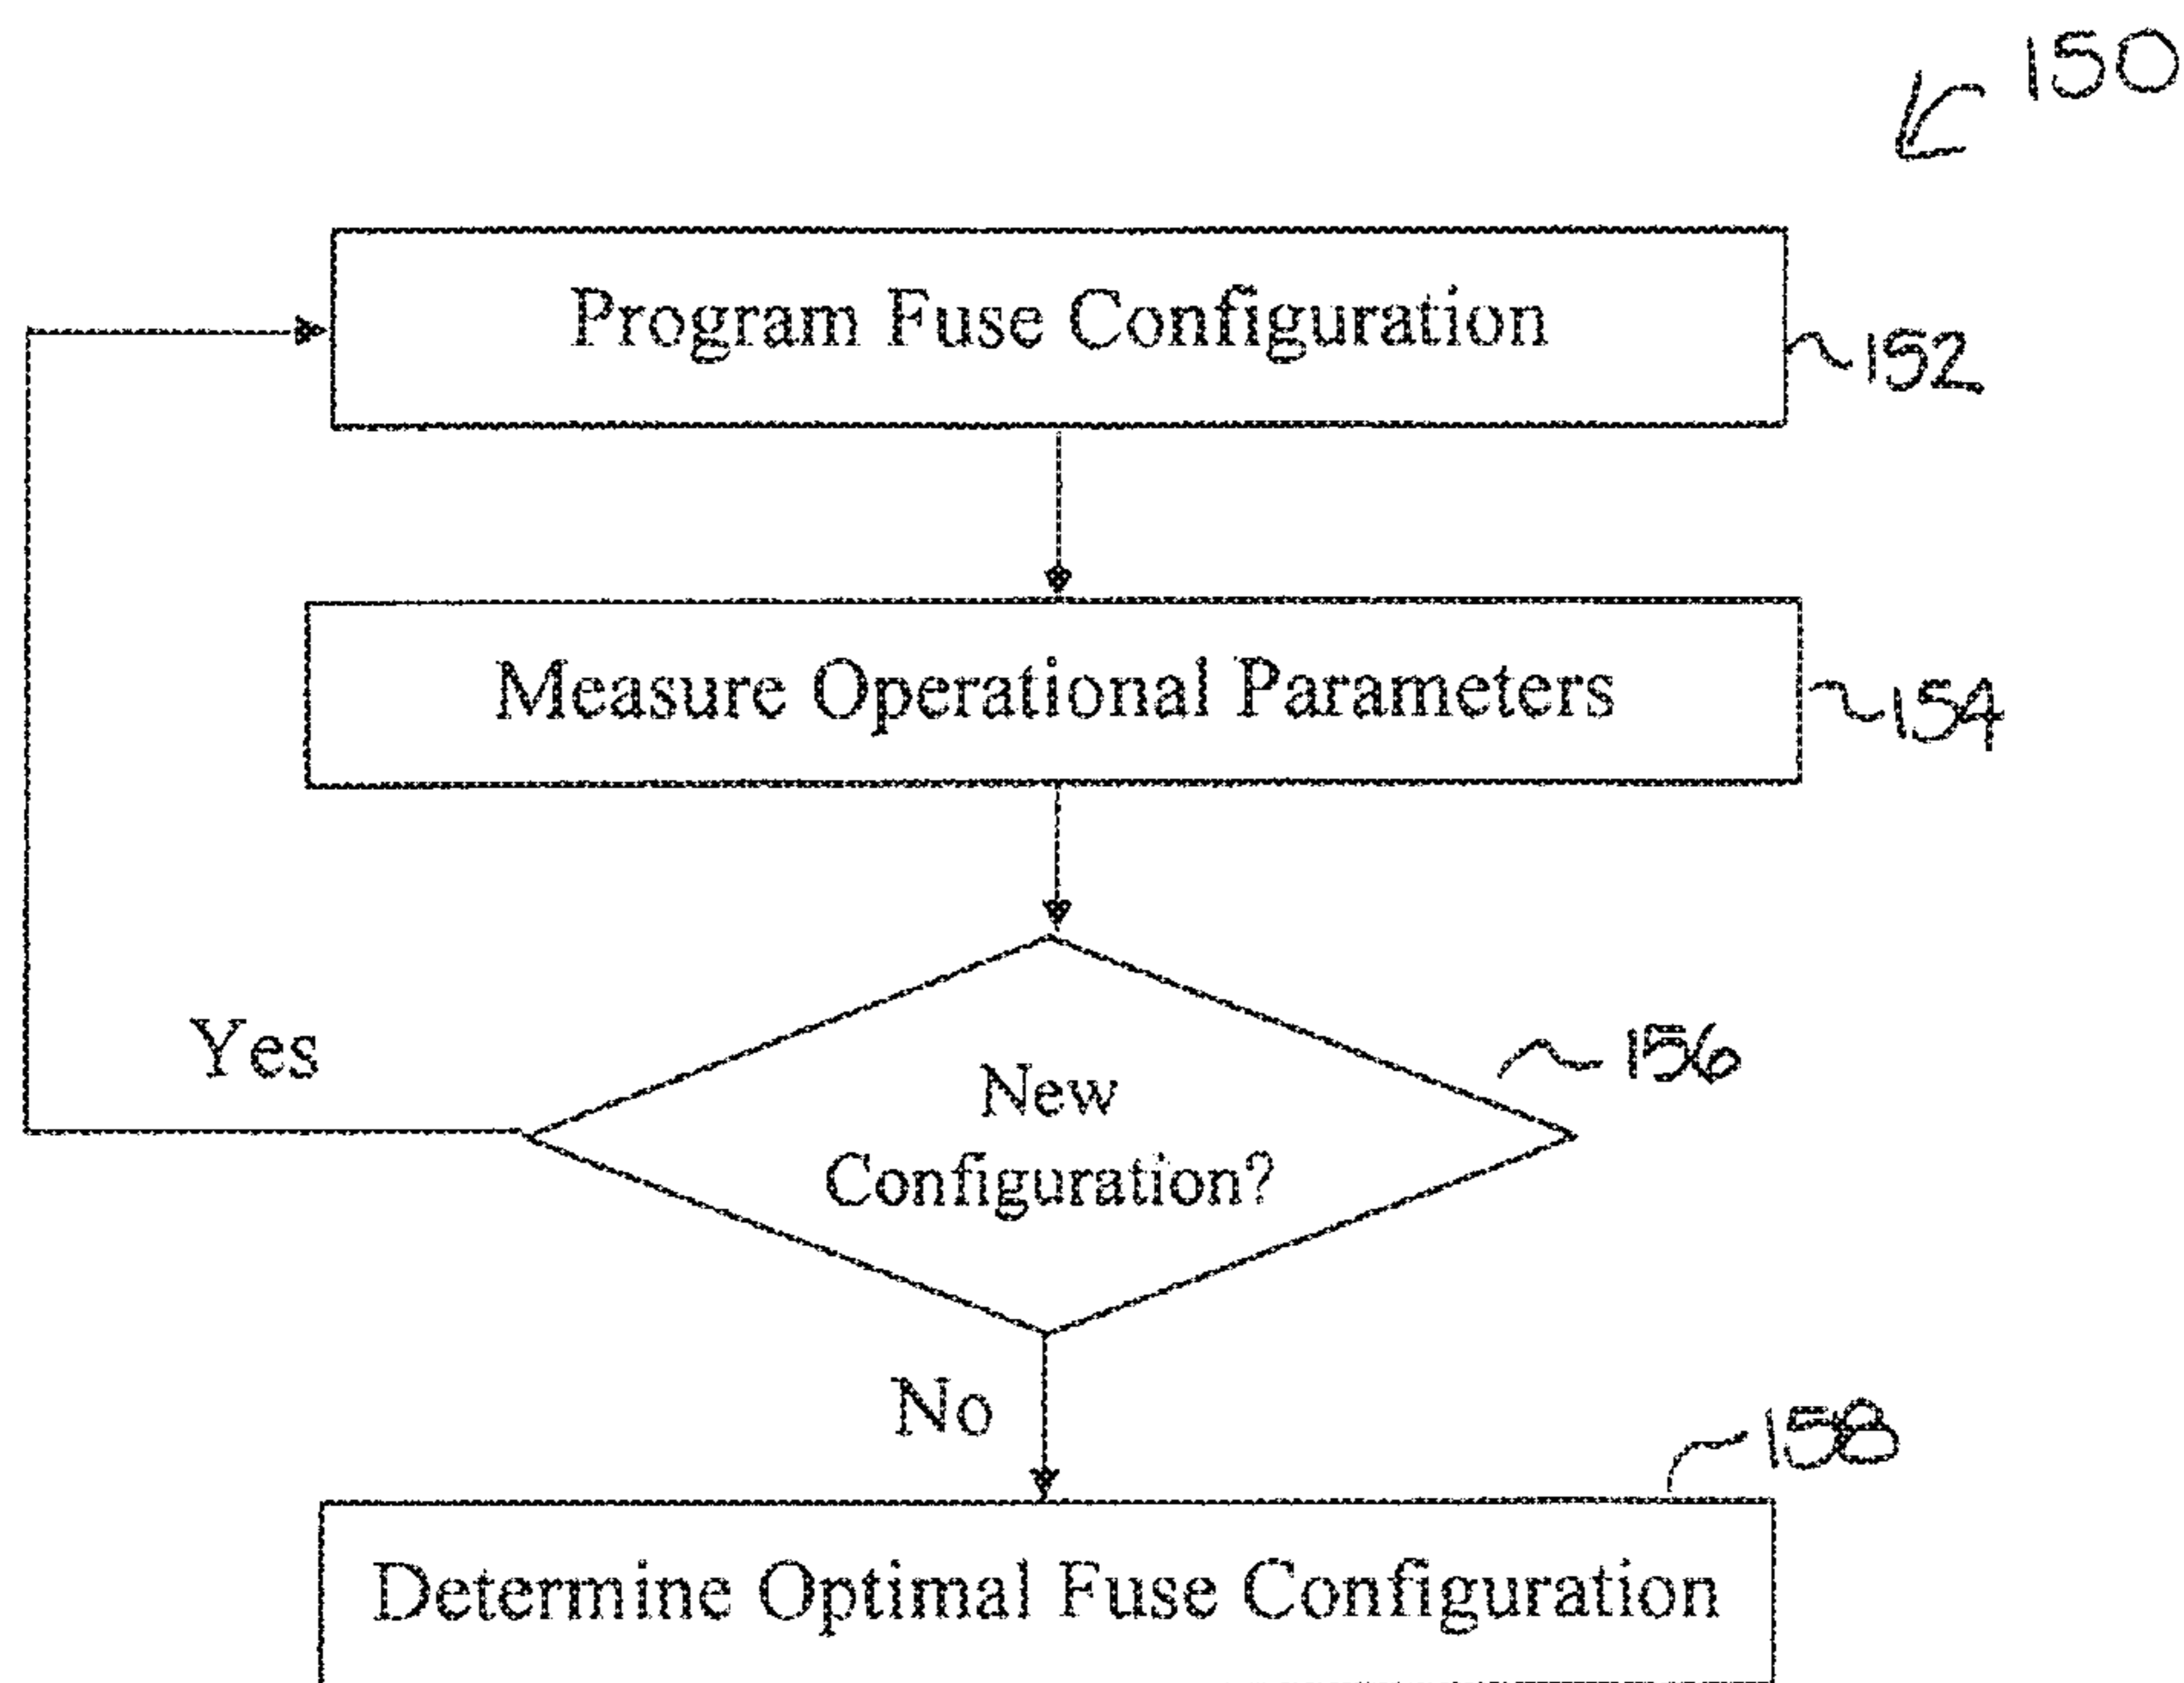 150
Program Fuse Configuration
152
Measure Operational Parameters
154
Yes
New
Configuration?
156
No
158
Determine Optimal Fuse Configuration